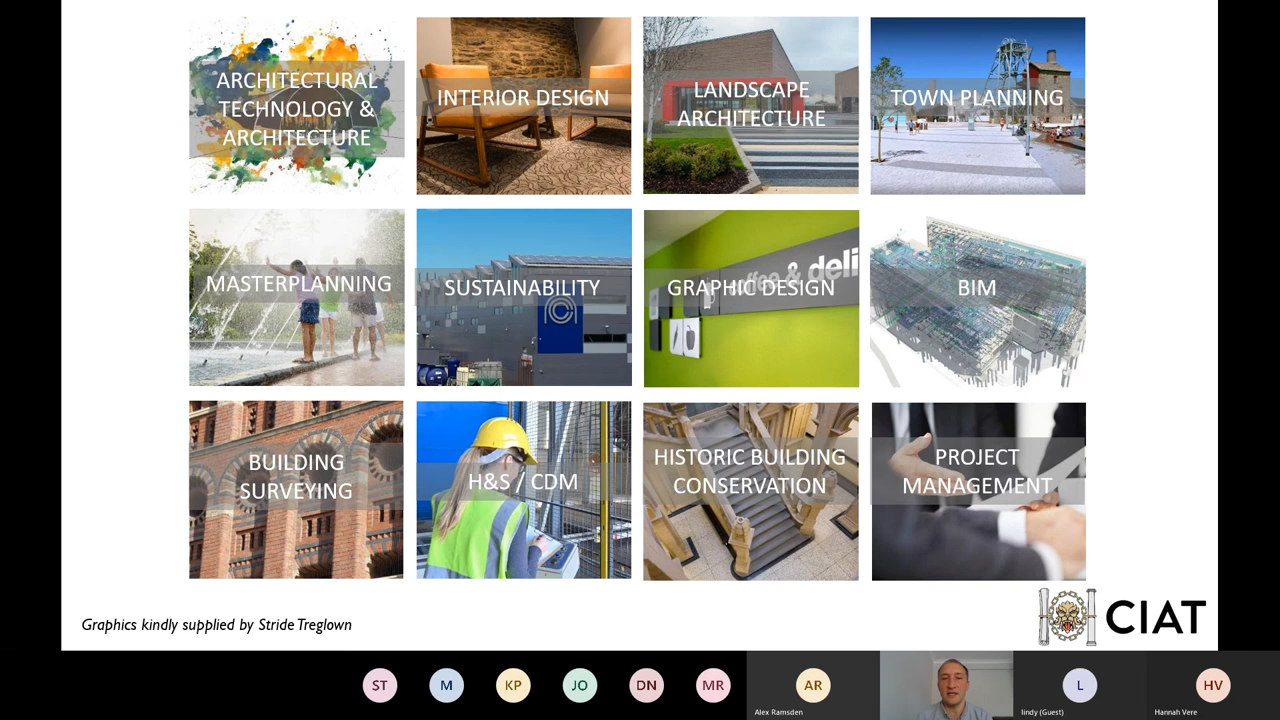 ARCHITECTURAL
TECHNOLOGY &
ARCHITECTURE
INTERIOR DESIGN
LANDSCAPE
ARCHITECTURE
TOWN PLANNING
MASTERPLANNING
SUSTAINABILITY
coffee & deli
GRAPHIC DESIGN
BIM
BUILDING
SURVEYING
H&S / CDM
HISTORIC BUILDING
CONSERVATION
PROJECT
MANAGEMENT
Graphics kindly supplied by Stride Treglown
CIAT
ST
M
KP
JO
DN
MR
AR
L
HV
Alex Ramsden
lindy (Guest)
Hannah Vere